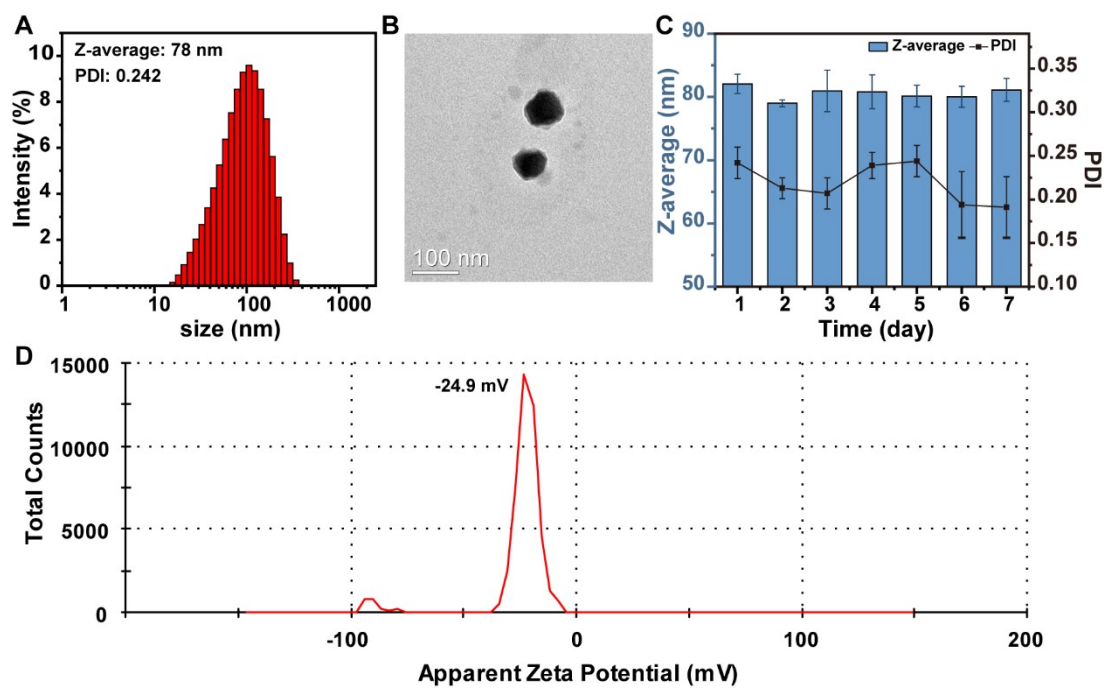 A
Z-average: 78 nm
PDI: 0.242
10
8
6
4
2
0
Intensity (%)
1
10
100
1000
size (nm)
B
100 nm
C
90
80
70
60
50
Z-average (nm)
Z-average
PDI
0.35
0.30
0.25
0.20
0.15
0.10
PDI
1
2
3
4
5
6
7
Time (day)
D
15000
10000
5000
0
Total Counts
-24.9 mV
-100
0
100
200
Apparent Zeta Potential (mV)